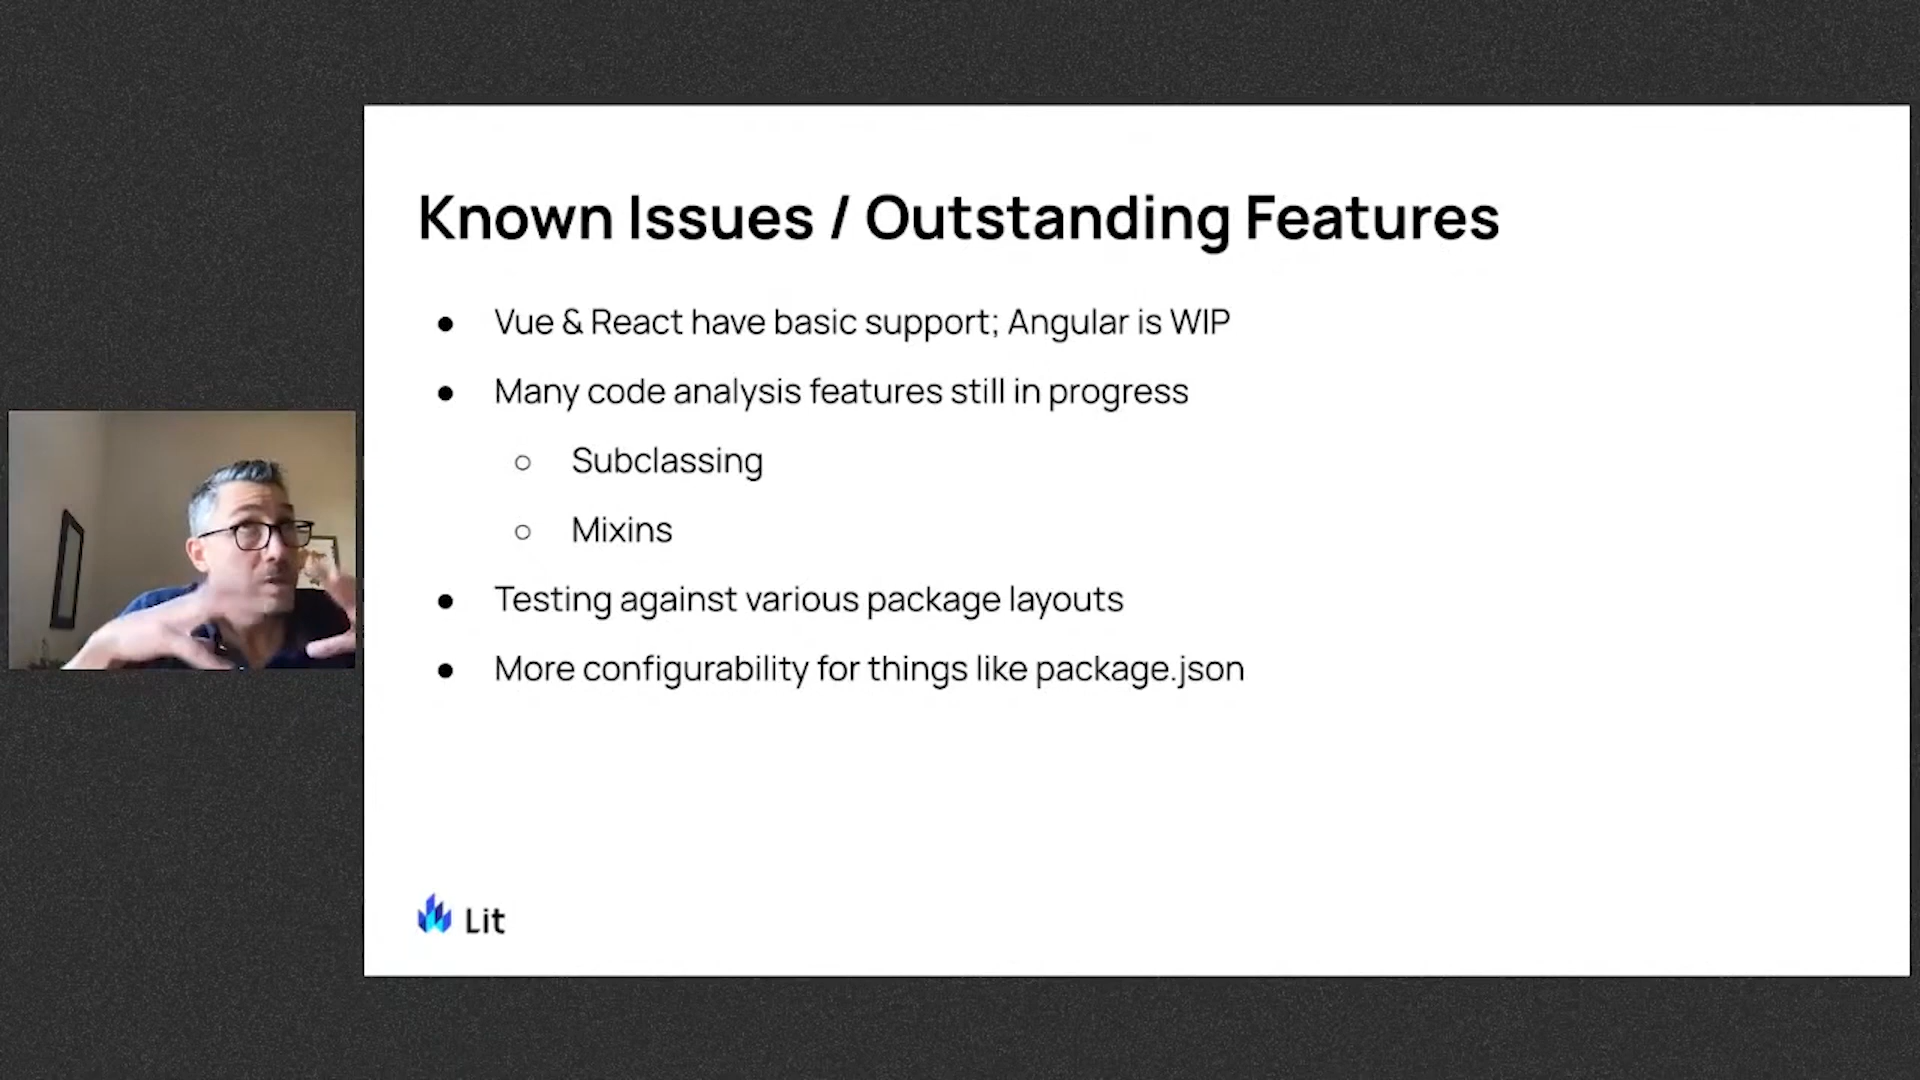 Known Issues / Outstanding Features
● Vue & React have basic support; Angular is WIP
● Many code analysis features still in progress
○ Subclassing
○ Mixins
● Testing against various package layouts
● More configurability for things like package.json
Lit